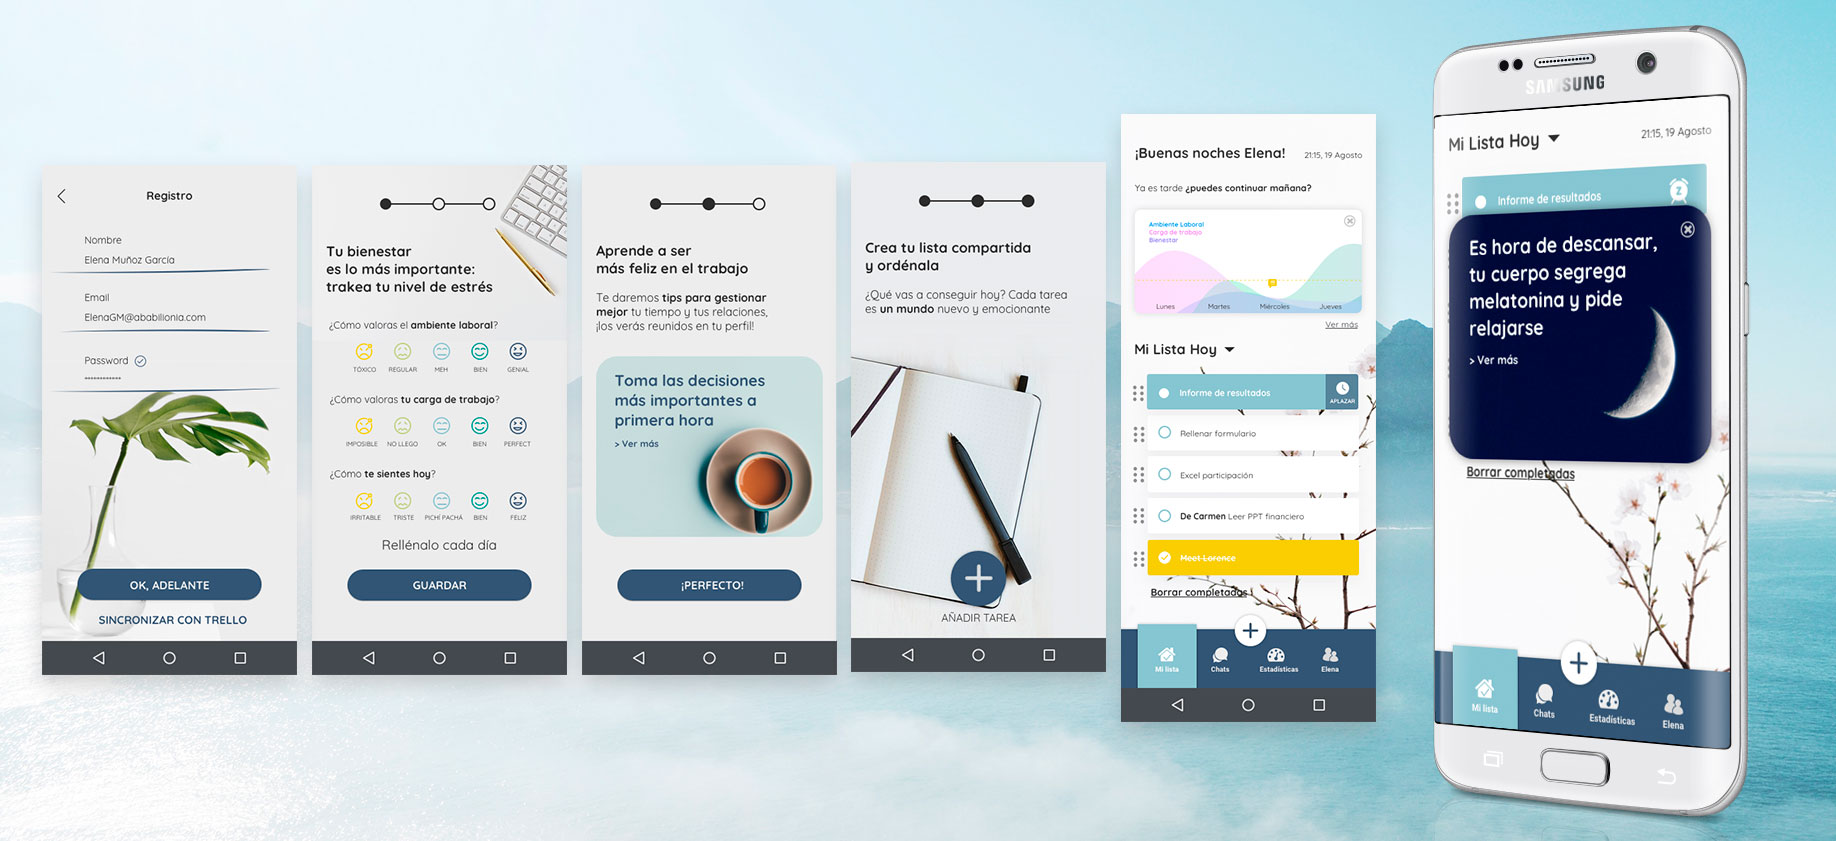 Registro
Nombre
Elena Muñoz García
Email
ElenaGM@ababilionia.com
Password
OK, ADELANTE
SINCRONIZAR CON TRELLO
Tu bienestar
es lo más importante:
trakea tu nivel de estrés
¿Cómo valoras el ambiente laboral?
TÓXICO REGULAR MEH BIEN GENIAL
¿Cómo valoras tu carga de trabajo?
IMPOSIBLE NO LLEGO OK BIEN PERFECT
¿Cómo te sientes hoy?
IRRITABLE TRISTE PICHÍ PACHÁ BIEN FELIZ
Rellénalo cada día
GUARDAR
Aprende a ser
más feliz en el trabajo
Te daremos tips para gestionar
mejor tu tiempo y tus relaciones,
¡los verás reunidos en tu perfil!
Toma las decisiones
más importantes a
primera hora
> Ver más
¡PERFECTO!
Crea tu lista compartida
y ordénala
¿Qué vas a conseguir hoy? Cada tarea
es un mundo nuevo y emocionante
AÑADIR TAREA
¡Buenas noches Elena! 21:15, 19 Agosto
Ya es tarde ¿puedes continuar mañana?
Ambiente Laboral
Carga de trabajo
Bienestar
Lunes Martes Miércoles Jueves
Ver más
Mi Lista Hoy
Informe de resultados
APLAZAR
Rellenar formulario
Excel participación
De Carmen Leer PPT financiero
Meet Lorence
Borrar completadas
Mi lista Chats Estadísticas Elena
SAMSUNG
Mi Lista Hoy 21:15, 19 Agosto
Informe de resultados
Z
Es hora de descansar,
tu cuerpo segrega
melatonina y pide
relajarse
> Ver más
Borrar completadas
Mi lista Chats Estadísticas Elena